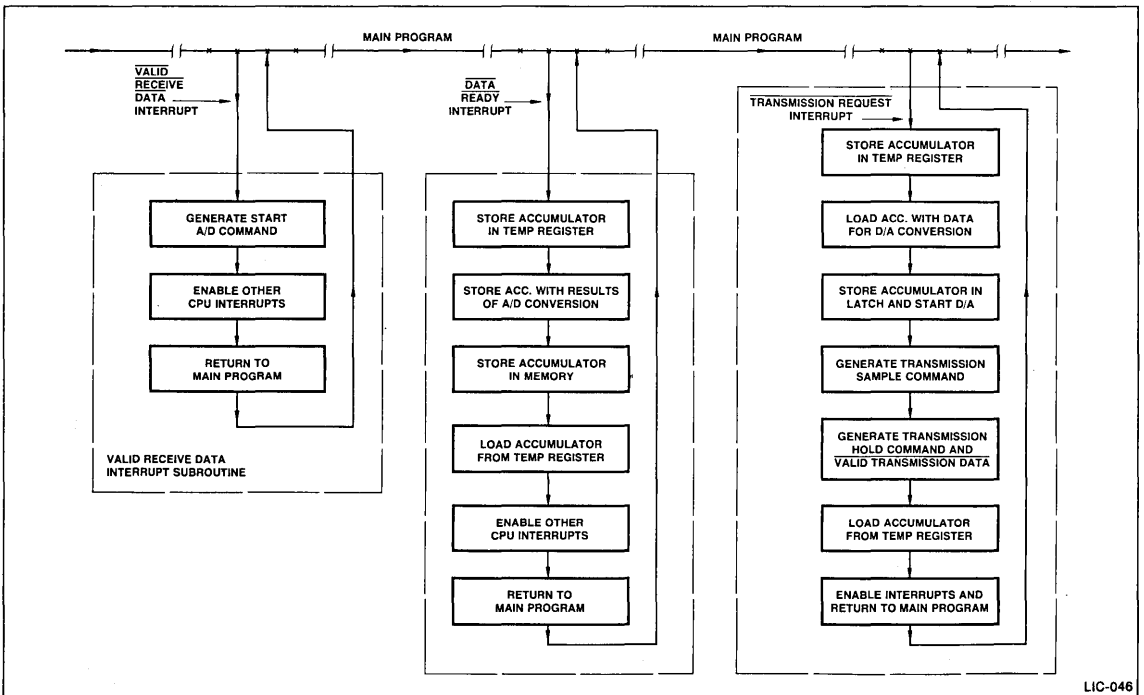 MAIN PROGRAM
MAIN PROGRAM
VALID
RECEIVE
DATA
INTERRUPT
GENERATE START
A/D COMMAND
ENABLE OTHER
CPU INTERRUPTS
RETURN TO
MAIN PROGRAM
VALID RECEIVE DATA
INTERRUPT SUBROUTINE
DATA
READY
INTERRUPT
STORE ACCUMULATOR
IN TEMP REGISTER
STORE ACC. WITH RESULTS
OF A/D CONVERSION
STORE ACCUMULATOR
IN MEMORY
LOAD ACCUMULATOR
FROM TEMP REGISTER
ENABLE OTHER
CPU INTERRUPTS
RETURN TO
MAIN PROGRAM
TRANSMISSION REQUEST
INTERRUPT
STORE ACCUMULATOR
IN TEMP REGISTER
LOAD ACC. WITH DATA
FOR D/A CONVERSION
STORE ACCUMULATOR IN
LATCH AND START D/A
GENERATE TRANSMISSION
SAMPLE COMMAND
GENERATE TRANSMISSION
HOLD COMMAND AND
VALID TRANSMISSION DATA
LOAD ACCUMULATOR
FROM TEMP REGISTER
ENABLE INTERRUPTS AND
RETURN TO MAIN PROGRAM
LIC-046